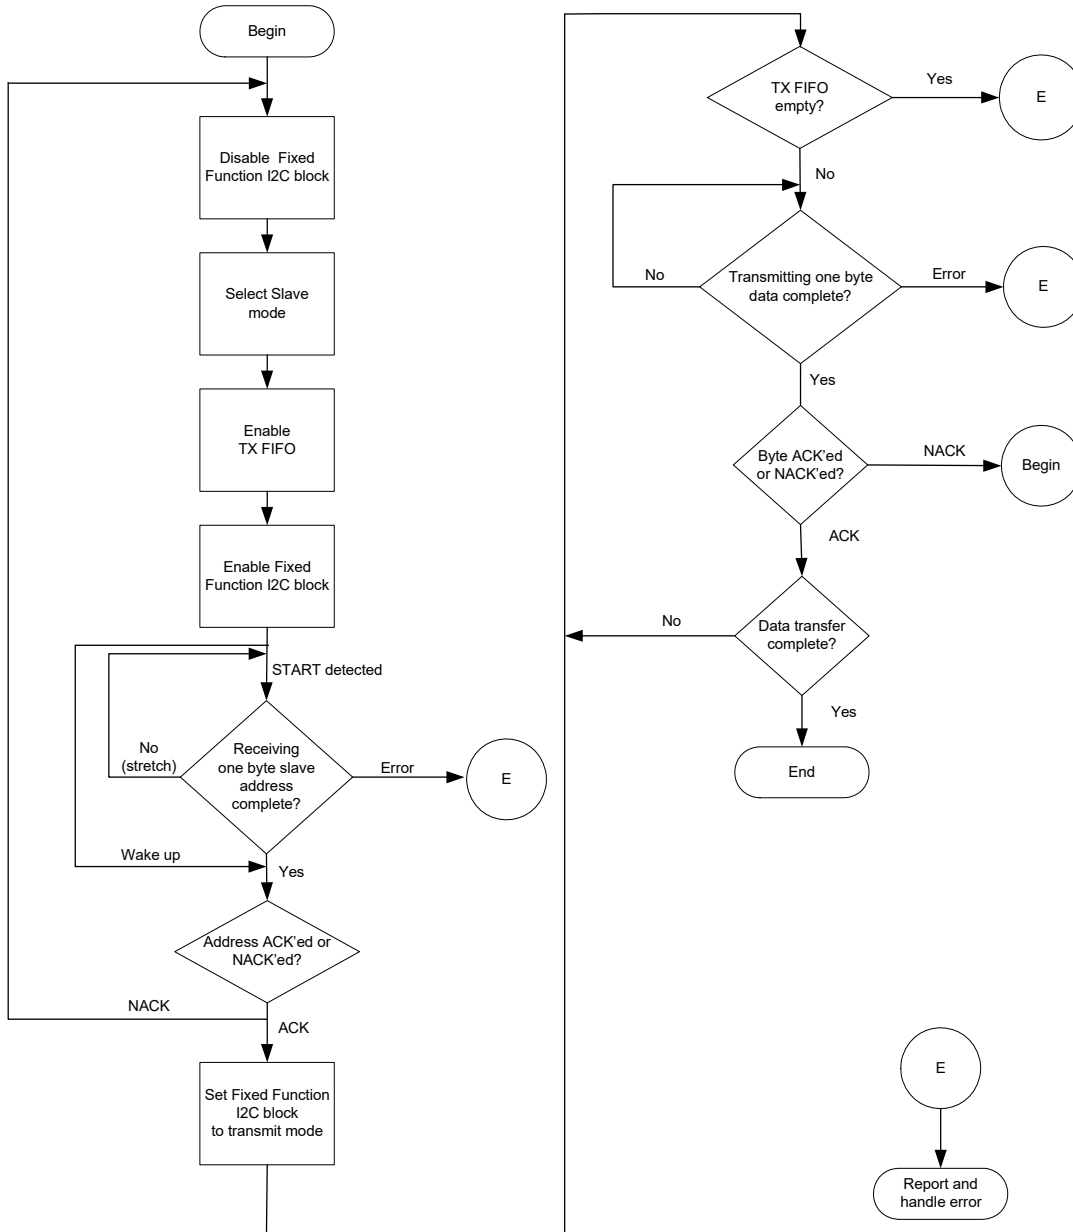 Begin
Disable Fixed
Function I2C block
Select Slave
mode
Enable
TX FIFO
Enable Fixed
Function I2C block
START detected
No
(stretch)
Receiving
one byte slave
address
complete?
Error
E
Wake up
Yes
Address ACK'ed or
NACK'ed?
NACK
ACK
Set Fixed Function
I2C block
to transmit mode
TX FIFO
empty?
Yes
E
No
No
Transmitting one byte
data complete?
Error
E
Yes
Byte ACK'ed
or NACK'ed?
NACK
Begin
ACK
No
Data transfer
complete?
Yes
End
E
Report and
handle error